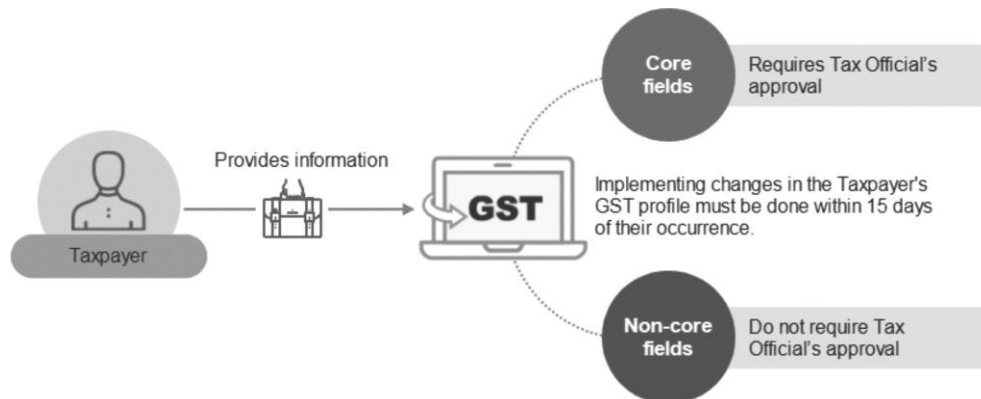 Taxpayer
Provides information
GST
Core
fields
Requires Tax Official's
approval
Implementing changes in the Taxpayer's
GST profile must be done within 15 days
of their occurrence.
Non-core
fields
Do not require Tax
Official's approval